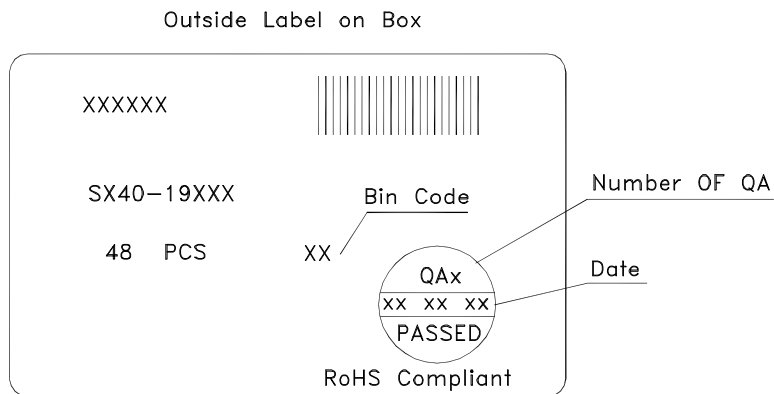 Outside Label on Box
XXXXXX
SX40-19XXX
Bin Code
Number OF QA
48 PCS
XX
QAx
Date
XX XX XX
PASSED
RoHS Compliant